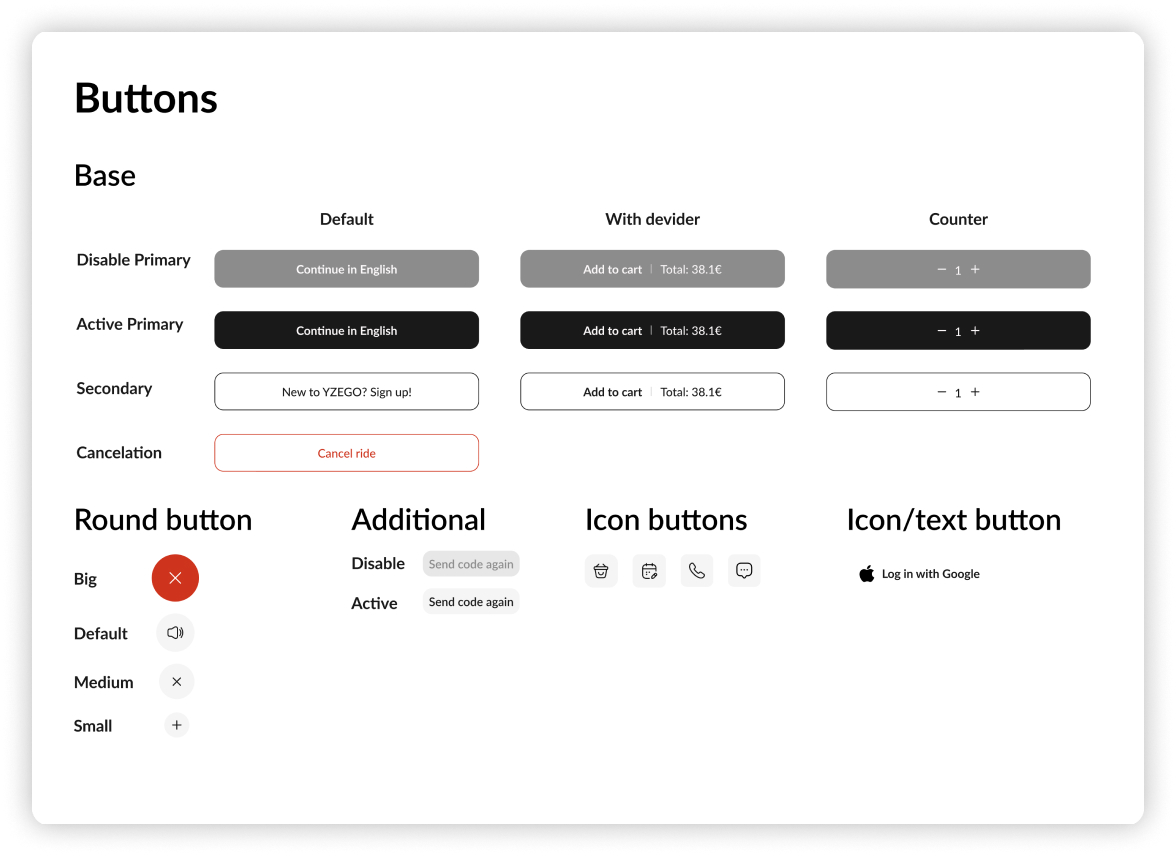 Buttons
Base
Default
With devider
Counter
Disable Primary
Continue in English
Add to cart | Total: 38.1€
− 1 +
Active Primary
Continue in English
Add to cart | Total: 38.1€
− 1 +
Secondary
New to YZEGO? Sign up!
Add to cart | Total: 38.1€
− 1 +
Cancelation
Cancel ride
Round button
Big
Default
Medium
Small
Additional
Disable
Send code again
Active
Send code again
Icon buttons
Icon/text button
Log in with Google